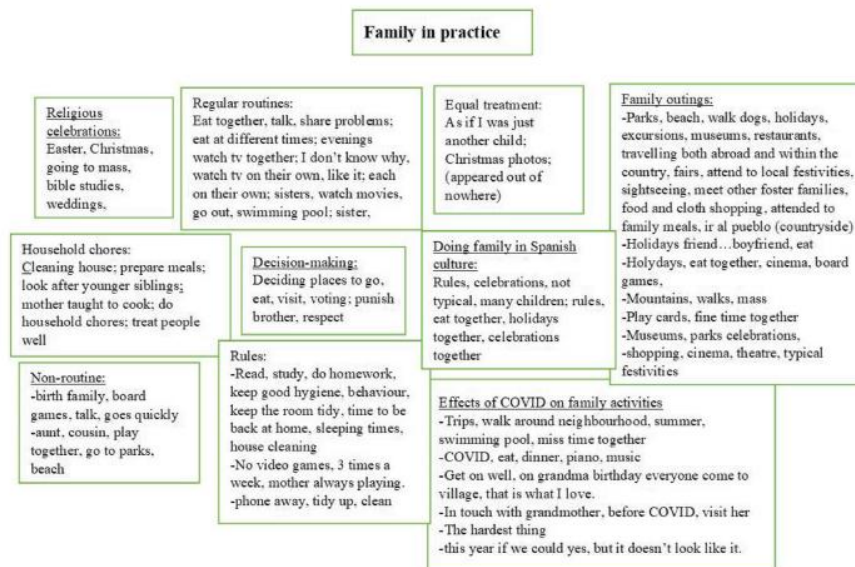 Family in practice
Religious
celebrations:
Easter, Christmas,
going to mass,
bible studies,
weddings,
Regular routines:
Eat together, talk, share problems;
eat at different times; evenings
watch tv together; I don't know why,
watch tv on their own, like it; each
on their own; sisters, watch movies,
go out, swimming pool; sister,
Equal treatment:
As if I was just
another child;
Christmas photos;
(appeared out of
nowhere)
Family outings:
-Parks, beach, walk dogs, holidays,
excursions, museums, restaurants,
travelling both abroad and within the
country, fairs, attend to local festivities,
sightseeing, meet other foster families,
food and cloth shopping, attended to
family meals, ir al pueblo (countryside)
-Holidays friend…boyfriend, eat
-Holydays, eat together, cinema, board
games,
-Mountains, walks, mass
-Play cards, fine time together
-Museums, parks celebrations,
-shopping, cinema, theatre, typical
festivities
Household chores:
Cleaning house; prepare meals;
look after younger siblings;
mother taught to cook; do
household chores; treat people
well
Decision-making:
Deciding places to go,
eat, visit, voting; punish
brother, respect
Doing family in Spanish
culture:
Rules, celebrations, not
typical, many children; rules,
eat together, holidays
together, celebrations
together
Non-routine:
-birth family, board
games, talk, goes quickly
-aunt, cousin, play
together, go to parks,
beach
Rules:
-Read, study, do homework,
keep good hygiene, behaviour,
keep the room tidy, time to be
back at home, sleeping times,
house cleaning
-No video games, 3 times a
week, mother always playing.
-phone away, tidy up, clean
Effects of COVID on family activities
-Trips, walk around neighbourhood, summer,
swimming pool, miss time together
-COVID, eat, dinner, piano, music
-Get on well, on grandma birthday everyone come to
village, that is what I love.
-In touch with grandmother, before COVID, visit her
-The hardest thing
-this year if we could yes, but it doesn't look like it.